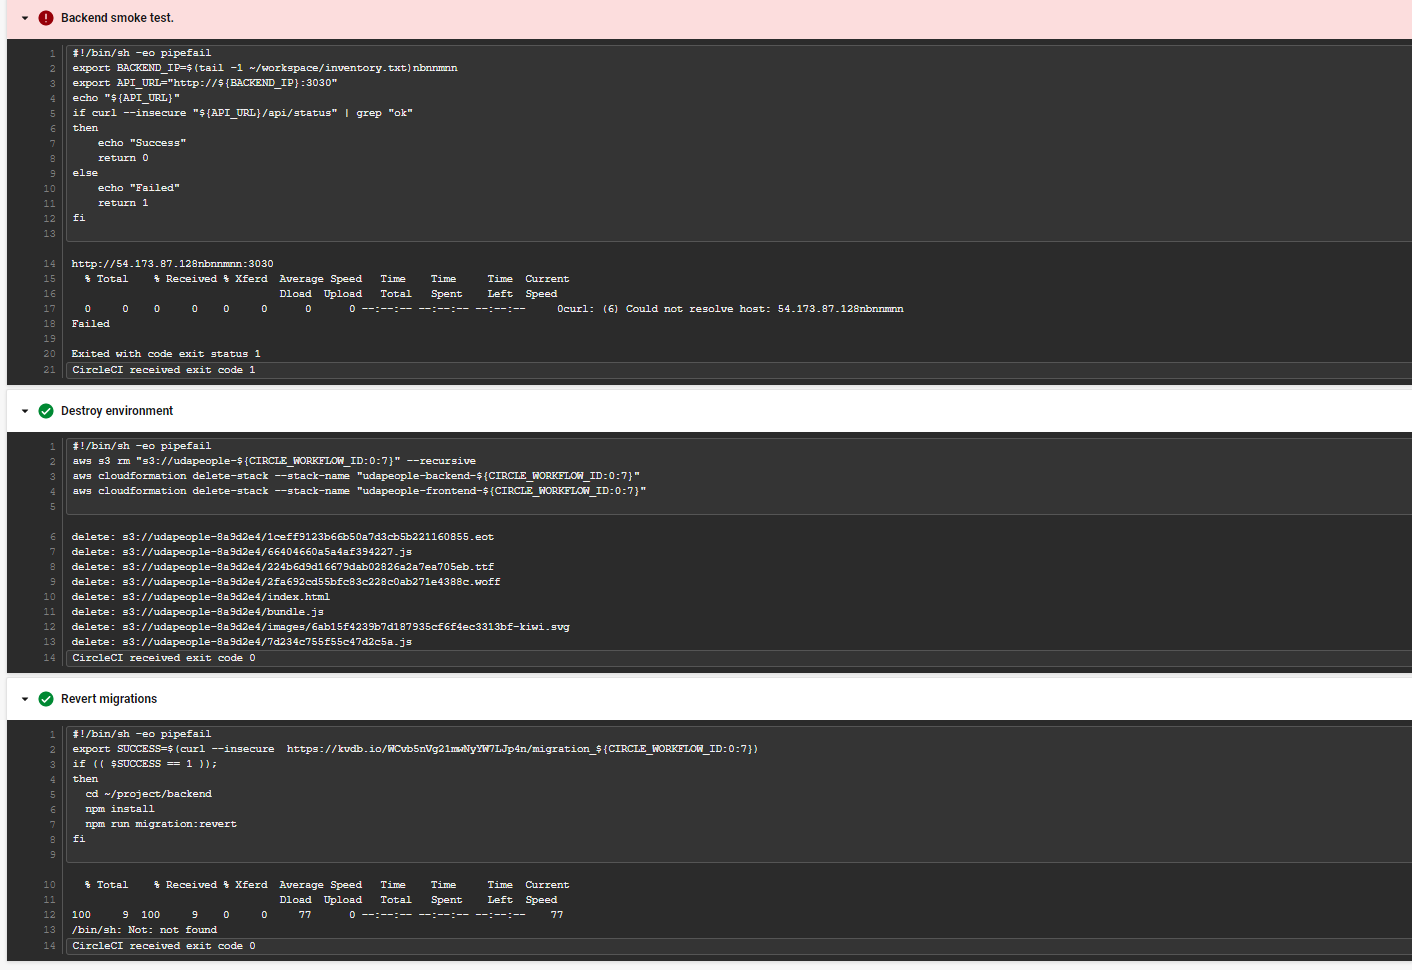 Backend smoke test.
1 #!/bin/sh -eo pipefail
2 export BACKEND_IP=$(tail -1 ~/workspace/inventory.txt)nbnnmnn
3 export API_URL="http://${BACKEND_IP}:3030"
4 echo "${API_URL}"
5 if curl --insecure "${API_URL}/api/status" | grep "ok"
6 then
7     echo "Success"
8     return 0
9 else
10     echo "Failed"
11     return 1
12 fi
13
14 http://54.173.87.128nbnnmnn:3030
15   % Total    % Received % Xferd  Average Speed   Time    Time     Time  Current
16                                  Dload  Upload   Total   Spent    Left  Speed
17   0     0    0     0    0     0      0      0 --:--:-- --:--:-- --:--:--     0curl: (6) Could not resolve host: 54.173.87.128nbnnmnn
18 Failed
19
20 Exited with code exit status 1
21 CircleCI received exit code 1
Destroy environment
1 #!/bin/sh -eo pipefail
2 aws s3 rm "s3://udapeople-${CIRCLE_WORKFLOW_ID:0:7}" --recursive
3 aws cloudformation delete-stack --stack-name "udapeople-backend-${CIRCLE_WORKFLOW_ID:0:7}"
4 aws cloudformation delete-stack --stack-name "udapeople-frontend-${CIRCLE_WORKFLOW_ID:0:7}"
5
6 delete: s3://udapeople-8a9d2e4/1ceff9123b66b50a7d3cb5b221160855.eot
7 delete: s3://udapeople-8a9d2e4/66404660a5a4af394227.js
8 delete: s3://udapeople-8a9d2e4/224b6d9d16679dab02826a2a7ea705eb.ttf
9 delete: s3://udapeople-8a9d2e4/2fa692cd55bfc83c228c0ab271e4388c.woff
10 delete: s3://udapeople-8a9d2e4/index.html
11 delete: s3://udapeople-8a9d2e4/bundle.js
12 delete: s3://udapeople-8a9d2e4/images/6ab15f4239b7d187935cf6f4ec3313bf-kiwi.svg
13 delete: s3://udapeople-8a9d2e4/7d234c755f55c47d2c5a.js
14 CircleCI received exit code 0
Revert migrations
1 #!/bin/sh -eo pipefail
2 export SUCCESS=$(curl --insecure  https://kvdb.io/WCvb5nVg21mwNyYW7LJp4n/migration_${CIRCLE_WORKFLOW_ID:0:7})
3 if (( $SUCCESS == 1 ));
4 then
5   cd ~/project/backend
6   npm install
7   npm run migration:revert
8 fi
9
10   % Total    % Received % Xferd  Average Speed   Time    Time     Time  Current
11                                  Dload  Upload   Total   Spent    Left  Speed
12 100     9  100     9    0     0     77      0 --:--:-- --:--:-- --:--:--    77
13 /bin/sh: Not: not found
14 CircleCI received exit code 0